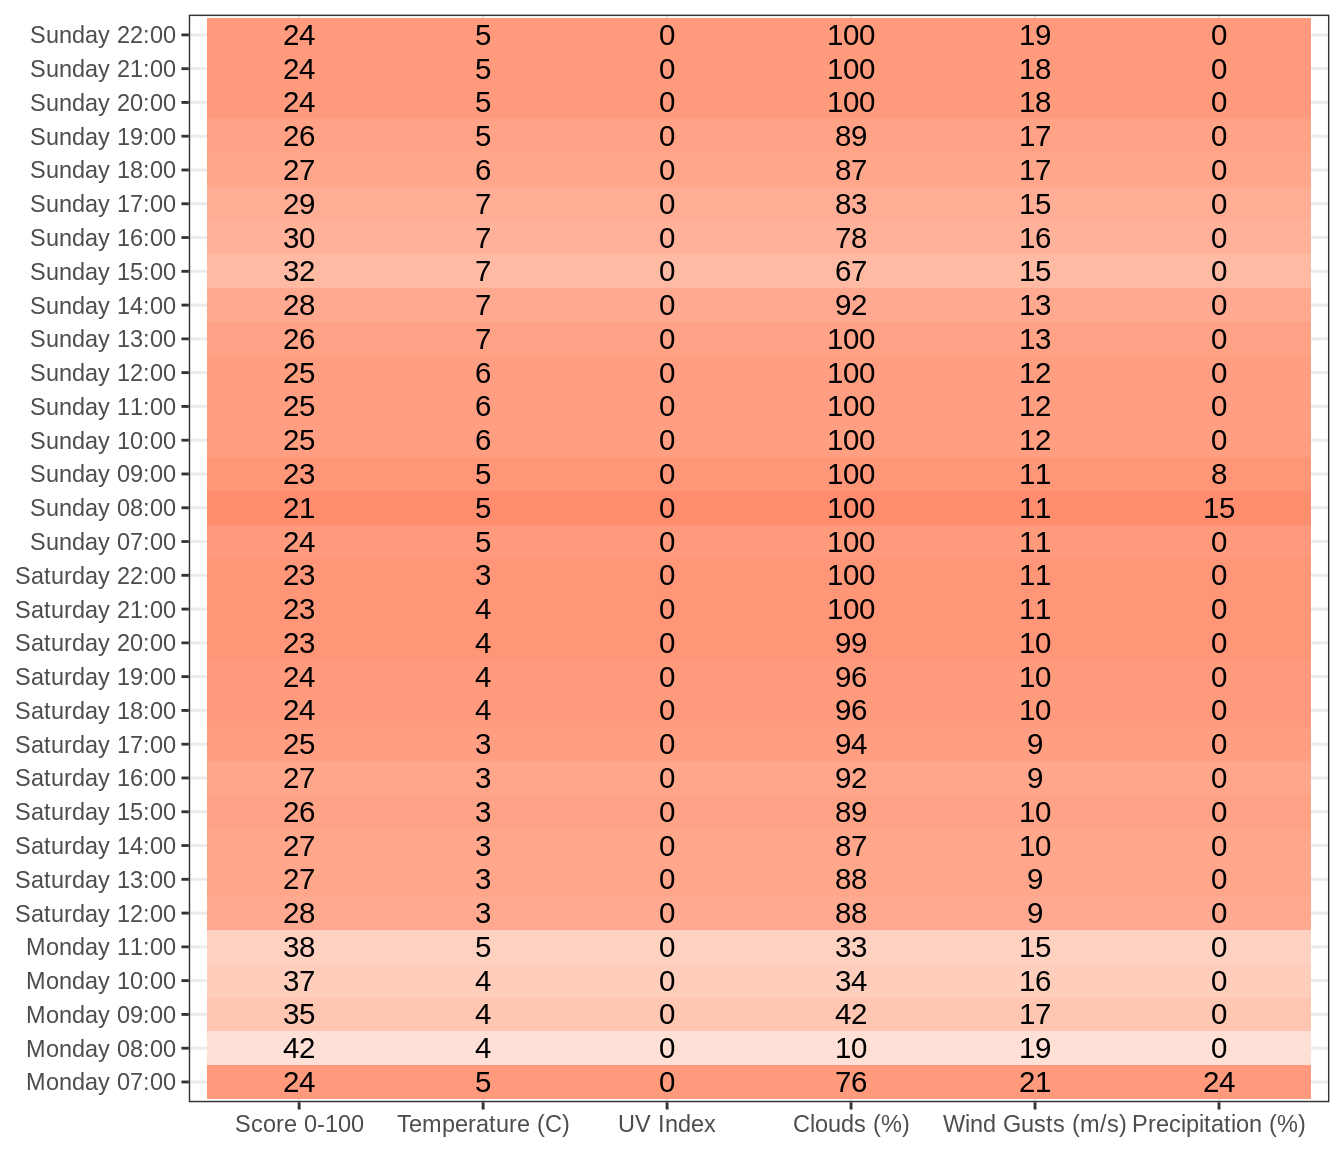 Sunday 22:00 24 5 0 100 19 0
Sunday 21:00 24 5 0 100 18 0
Sunday 20:00 24 5 0 100 18 0
Sunday 19:00 26 5 0 89 17 0
Sunday 18:00 27 6 0 87 17 0
Sunday 17:00 29 7 0 83 15 0
Sunday 16:00 30 7 0 78 16 0
Sunday 15:00 32 7 0 67 15 0
Sunday 14:00 28 7 0 92 13 0
Sunday 13:00 26 7 0 100 13 0
Sunday 12:00 25 6 0 100 12 0
Sunday 11:00 25 6 0 100 12 0
Sunday 10:00 25 6 0 100 12 0
Sunday 09:00 23 5 0 100 11 8
Sunday 08:00 21 5 0 100 11 15
Sunday 07:00 24 5 0 100 11 0
Saturday 22:00 23 3 0 100 11 0
Saturday 21:00 23 4 0 100 11 0
Saturday 20:00 23 4 0 99 10 0
Saturday 19:00 24 4 0 96 10 0
Saturday 18:00 24 4 0 96 10 0
Saturday 17:00 25 3 0 94 9 0
Saturday 16:00 27 3 0 92 9 0
Saturday 15:00 26 3 0 89 10 0
Saturday 14:00 27 3 0 87 10 0
Saturday 13:00 27 3 0 88 9 0
Saturday 12:00 28 3 0 88 9 0
Monday 11:00 38 5 0 33 15 0
Monday 10:00 37 4 0 34 16 0
Monday 09:00 35 4 0 42 17 0
Monday 08:00 42 4 0 10 19 0
Monday 07:00 24 5 0 76 21 24
Score 0-100 Temperature (C) UV Index Clouds (%) Wind Gusts (m/s) Precipitation (%)